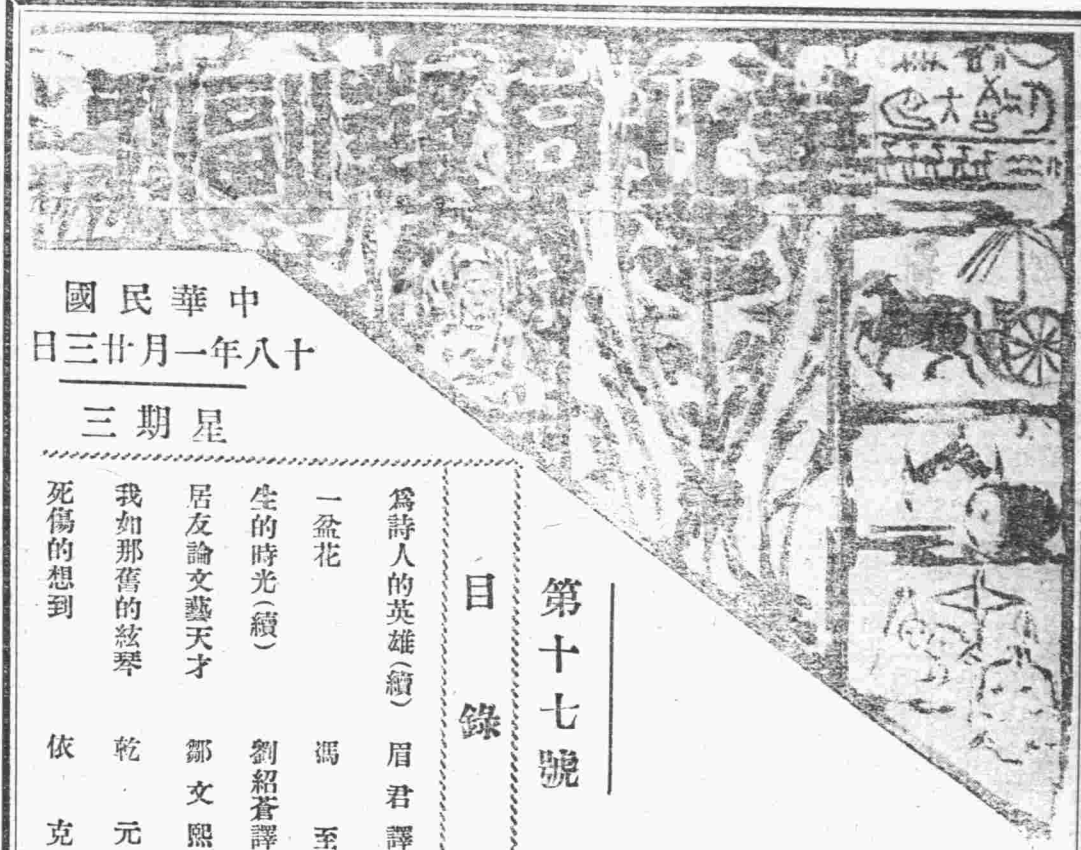 中華民國
十八年一月廿三日
星期三
第十七號
目錄
爲詩人的英雄(續) 眉君譯
一盆花 馮至
生的時光(續) 劉紹蒼譯
居友論文藝天才 鄒文熙
我如那舊的絃琴 乾元
死傷的想到 依克